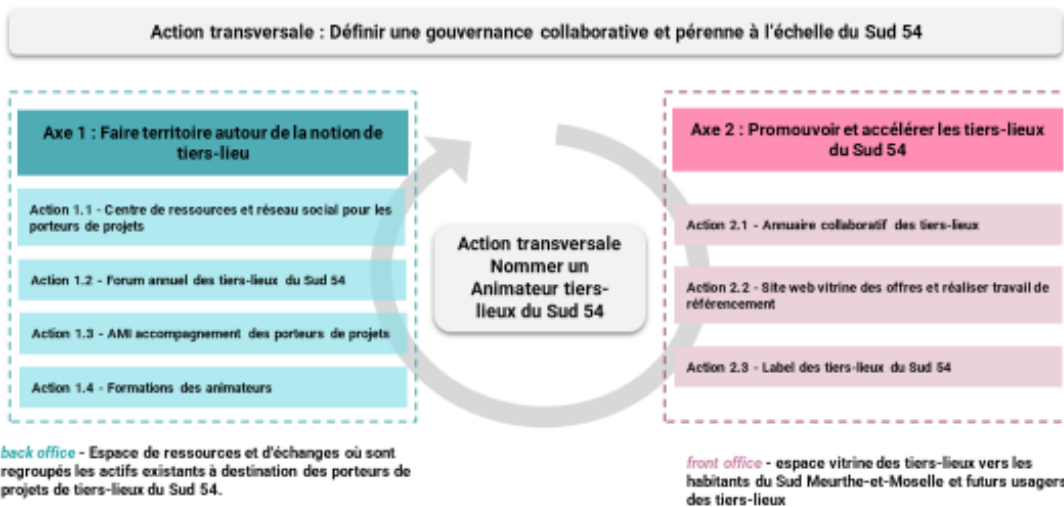 Action transversale : Définir une gouvernance collaborative et pérenne à l'échelle du Sud 54
Axe 1 : Faire territoire autour de la notion de
tiers-lieu
Action 1.1 - Centre de ressources et réseau social pour les
porteurs de projets
Action 1.2 - Forum annuel des tiers-lieux du Sud 54
Action 1.3 - AMI accompagnement des porteurs de projets
Action 1.4 - Formations des animateurs
back office - Espace de ressources et d'échanges où sont
regroupés les actifs existants à destination des porteurs de
projets de tiers-lieux du Sud 54.
Action transversale
Nommer un
Animateur tiers-
lieux du Sud 54
Axe 2 : Promouvoir et accélérer les tiers-lieux
du Sud 54
Action 2.1 - Annuaire collaboratif des tiers-lieux
Action 2.2 - Site web vitrine des offres et réaliser travail de
référencement
Action 2.3 - Label des tiers-lieux du Sud 54
front office - espace vitrine des tiers-lieux vers les
habitants du Sud Meurthe-et-Moselle et futurs usagers
des tiers-lieux